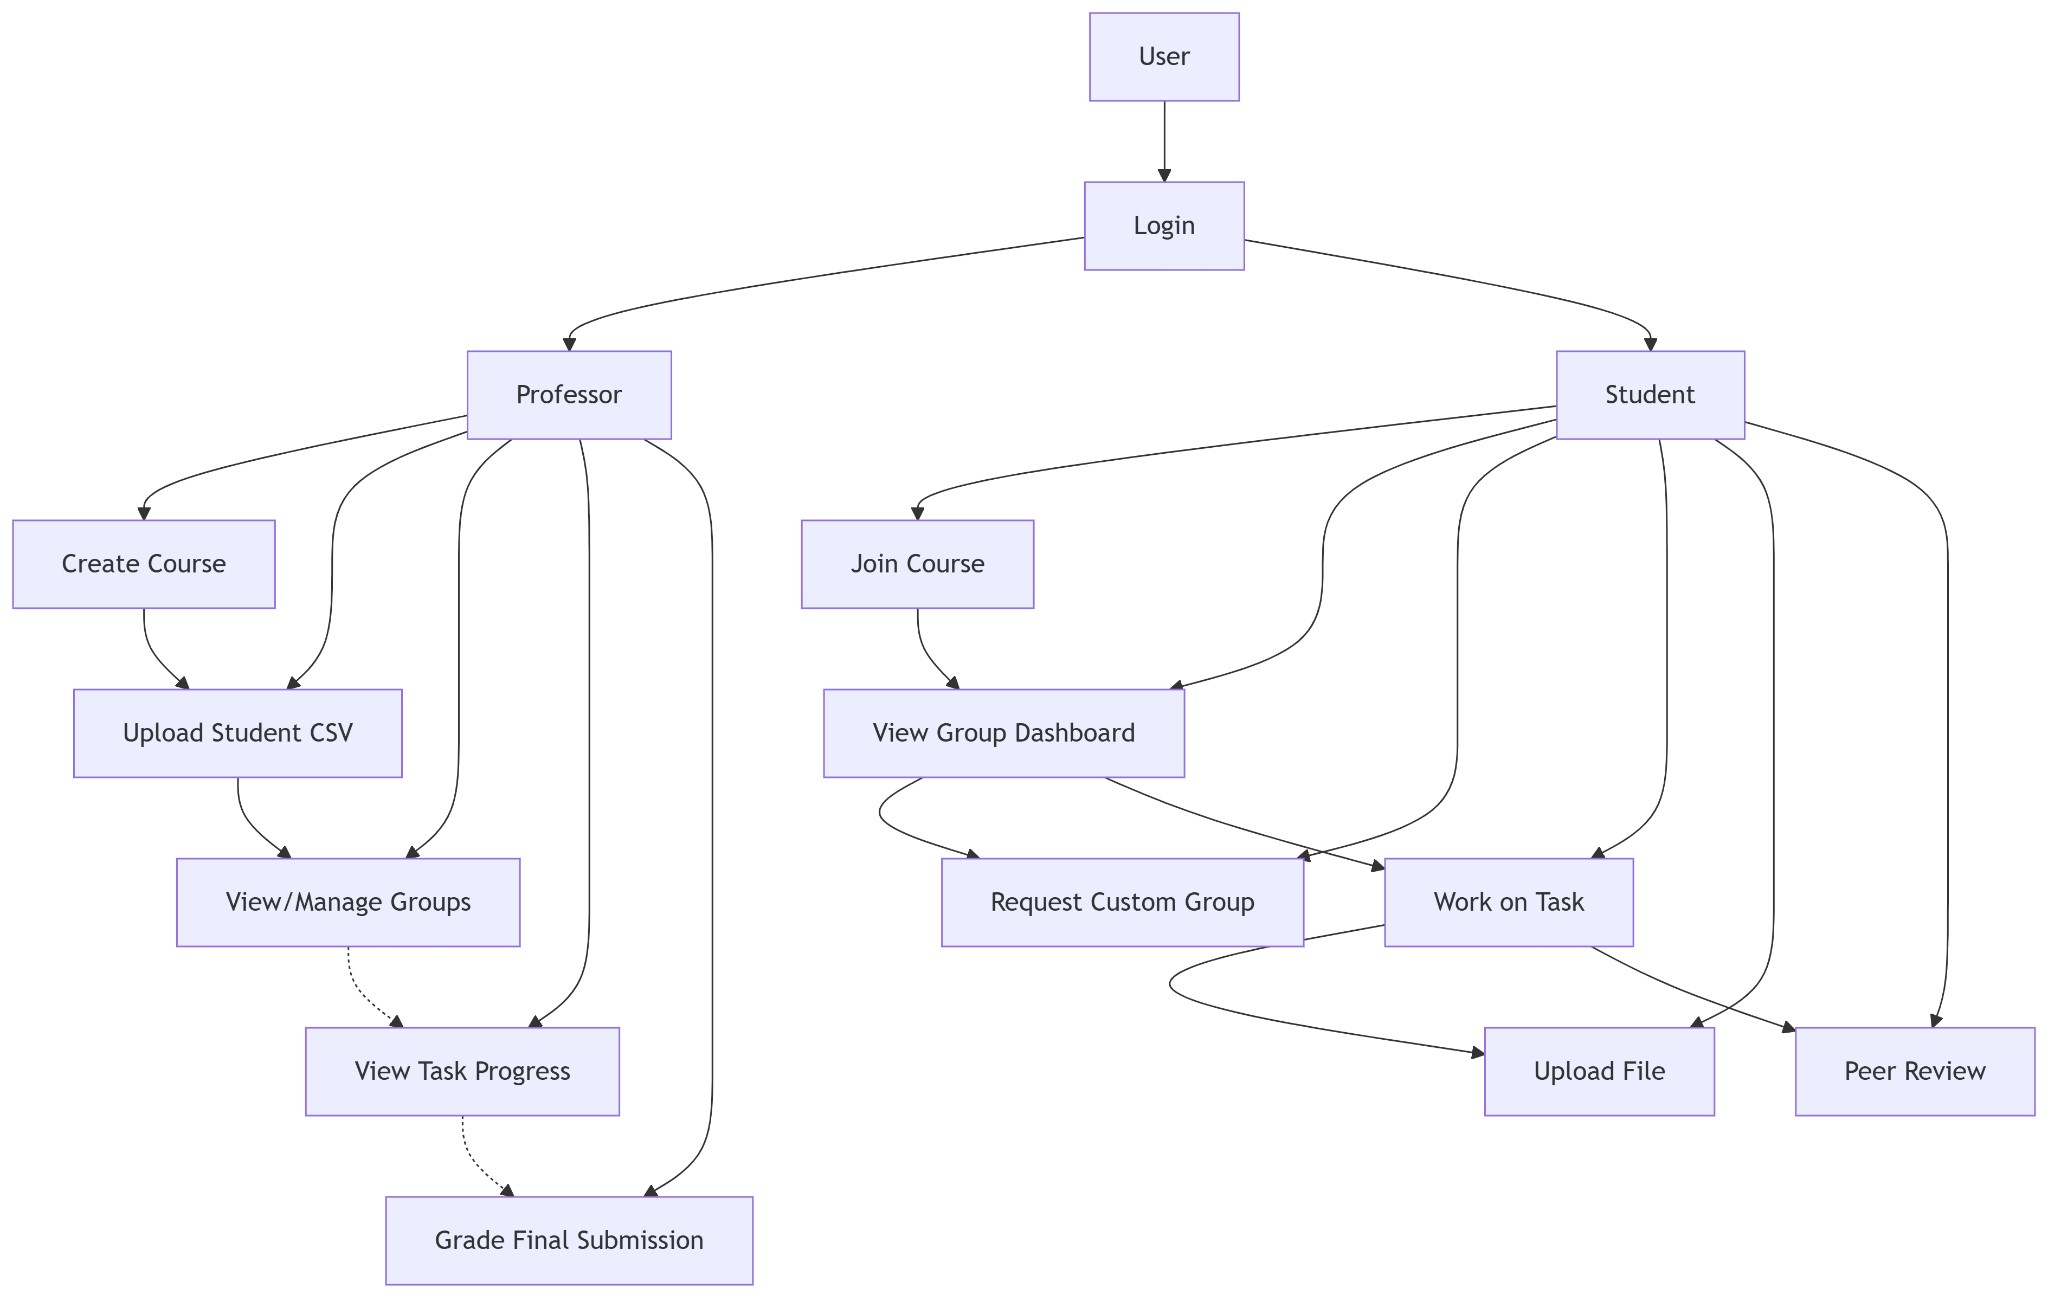 User
Login
Professor
Student
Create Course
Join Course
Upload Student CSV
View Group Dashboard
View/Manage Groups
Request Custom Group
Work on Task
View Task Progress
Upload File
Peer Review
Grade Final Submission